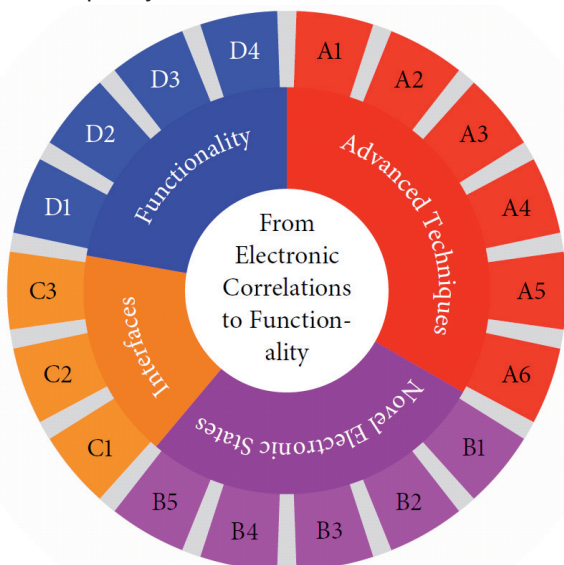 D4
A1
D3
A2
D2
A3
D1
A4
C3
A5
C2
A6
C1
B1
B5
B2
B4
B3
Functionality
Advanced Techniques
Interfaces
Novel Electronic States
From
Electronic
Correlations
to Function-
ality